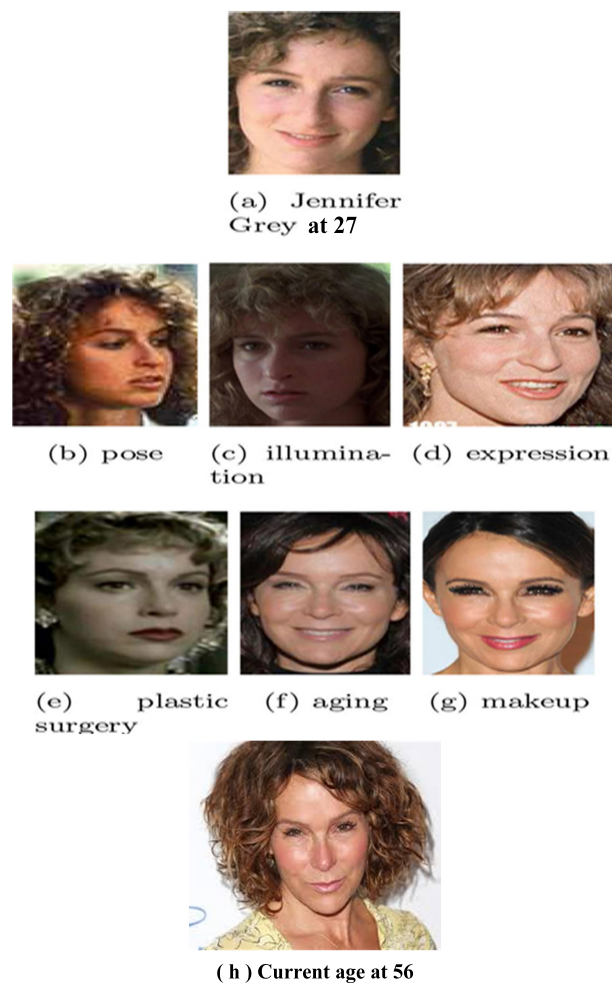 (a) Jennifer
Grey at 27
(b) pose
(c) illumina-
tion
(d) expression
(e) plastic
surgery
(f) aging
(g) makeup
( h ) Current age at 56